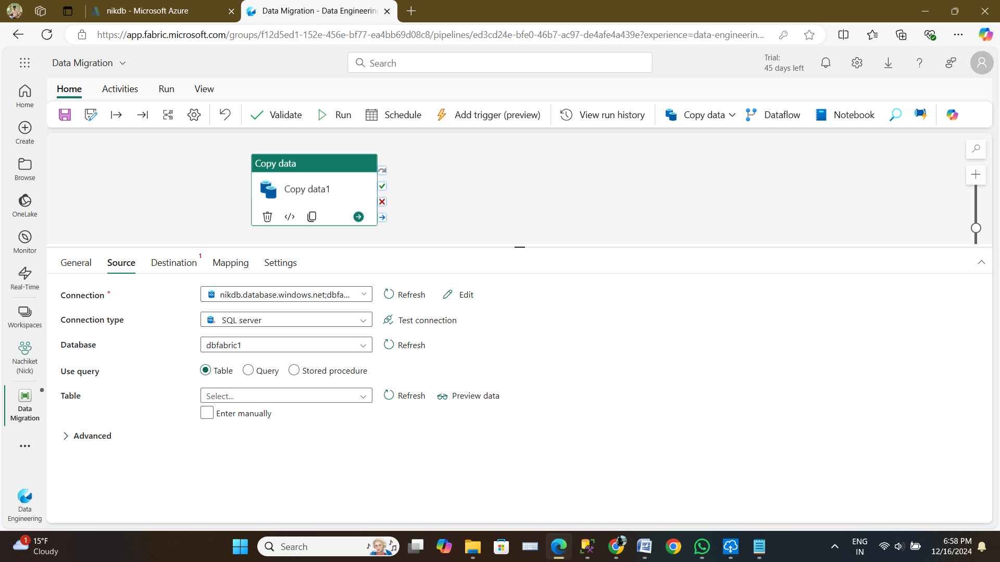 nikdb - Microsoft Azure
Data Migration - Data Engineering
https://app.fabric.microsoft.com/groups/f12d5ed1-152e-456e-bf77-ea4bb69d08c8/pipelines/ed3cd24e-bfe0-46b7-ac97-de4afe4a439e?experience=data-engineerin...
Data Migration
Search
Trial:
45 days left
Home
Activities
Run
View
Validate
Run
Schedule
Add trigger (preview)
View run history
Copy data
Dataflow
Notebook
Home
Create
Browse
OneLake
Monitor
Real-Time
Workspaces
Nachiket
(Nick)
Data
Migration
Data
Engineering
Copy data
Copy data1
General
Source
Destination 1
Mapping
Settings
Connection *
nikdb.database.windows.net;dbfa...
Refresh
Edit
Connection type
SQL server
Test connection
Database
dbfabric1
Refresh
Use query
Table
Query
Stored procedure
Table
Select...
Refresh
Preview data
Enter manually
Advanced
1
15°F
Cloudy
Search
ENG
IN
6:58 PM
12/16/2024